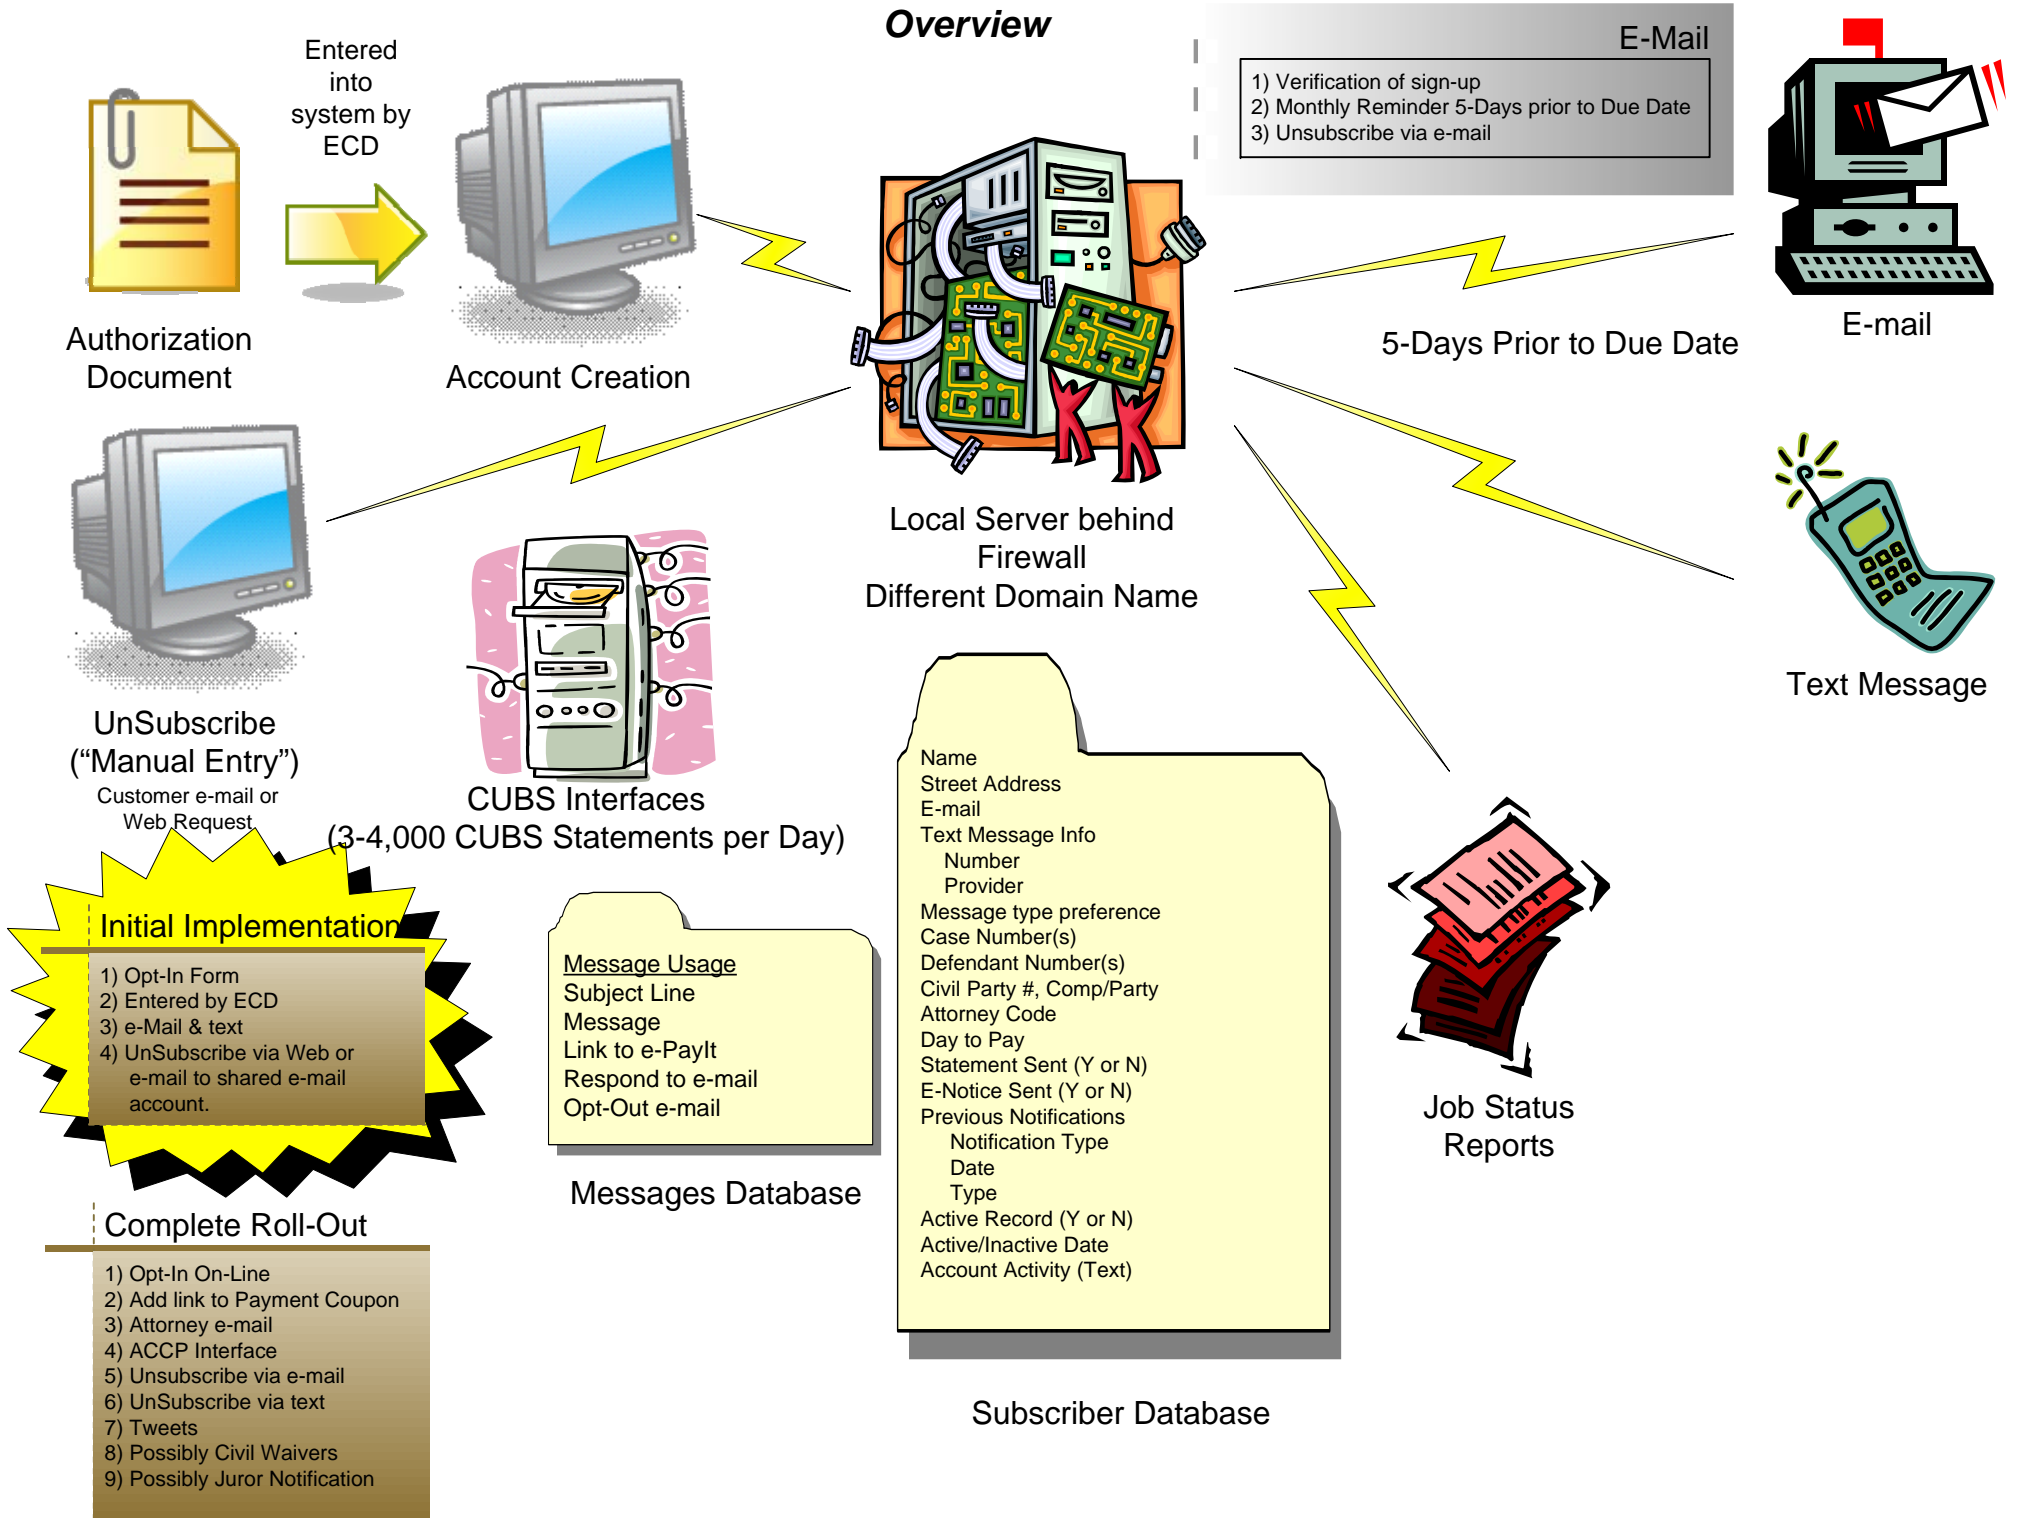 Overview
Entered
into
system by
ECD
Authorization
Document
Account Creation
E-Mail
1) Verification of sign-up
2) Monthly Reminder 5-Days prior to Due Date
3) Unsubscribe via e-mail
E-mail
5-Days Prior to Due Date
Local Server behind
Firewall
Different Domain Name
Text Message
UnSubscribe
(“Manual Entry”)
Customer e-mail or
Web Request
CUBS Interfaces
(3-4,000 CUBS Statements per Day)
Initial Implementation
1) Opt-In Form
2) Entered by ECD
3) e-Mail & text
4) UnSubscribe via Web or
e-mail to shared e-mail
account.
Message Usage
Subject Line
Message
Link to e-PayIt
Respond to e-mail
Opt-Out e-mail
Messages Database
Name
Street Address
E-mail
Text Message Info
Number
Provider
Message type preference
Case Number(s)
Defendant Number(s)
Civil Party #, Comp/Party
Attorney Code
Day to Pay
Statement Sent (Y or N)
E-Notice Sent (Y or N)
Previous Notifications
Notification Type
Date
Type
Active Record (Y or N)
Active/Inactive Date
Account Activity (Text)
Subscriber Database
Job Status
Reports
Complete Roll-Out
1) Opt-In On-Line
2) Add link to Payment Coupon
3) Attorney e-mail
4) ACCP Interface
5) Unsubscribe via e-mail
6) UnSubscribe via text
7) Tweets
8) Possibly Civil Waivers
9) Possibly Juror Notification